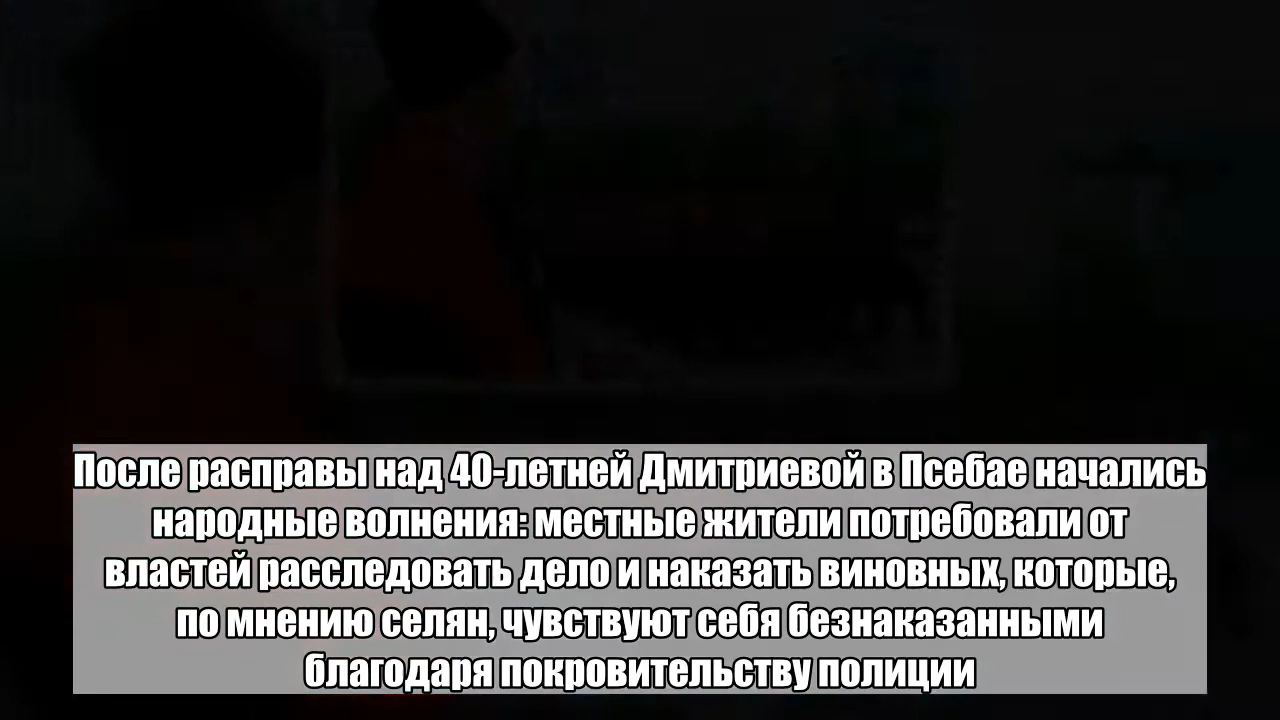 После расправы над 40-летней Дмитриевой в Псебае начались
народные волнения: местные жители потребовали от
властей расследовать дело и наказать виновных, которые,
по мнению селян, чувствуют себя безнаказанными
благодаря покровительству полиции